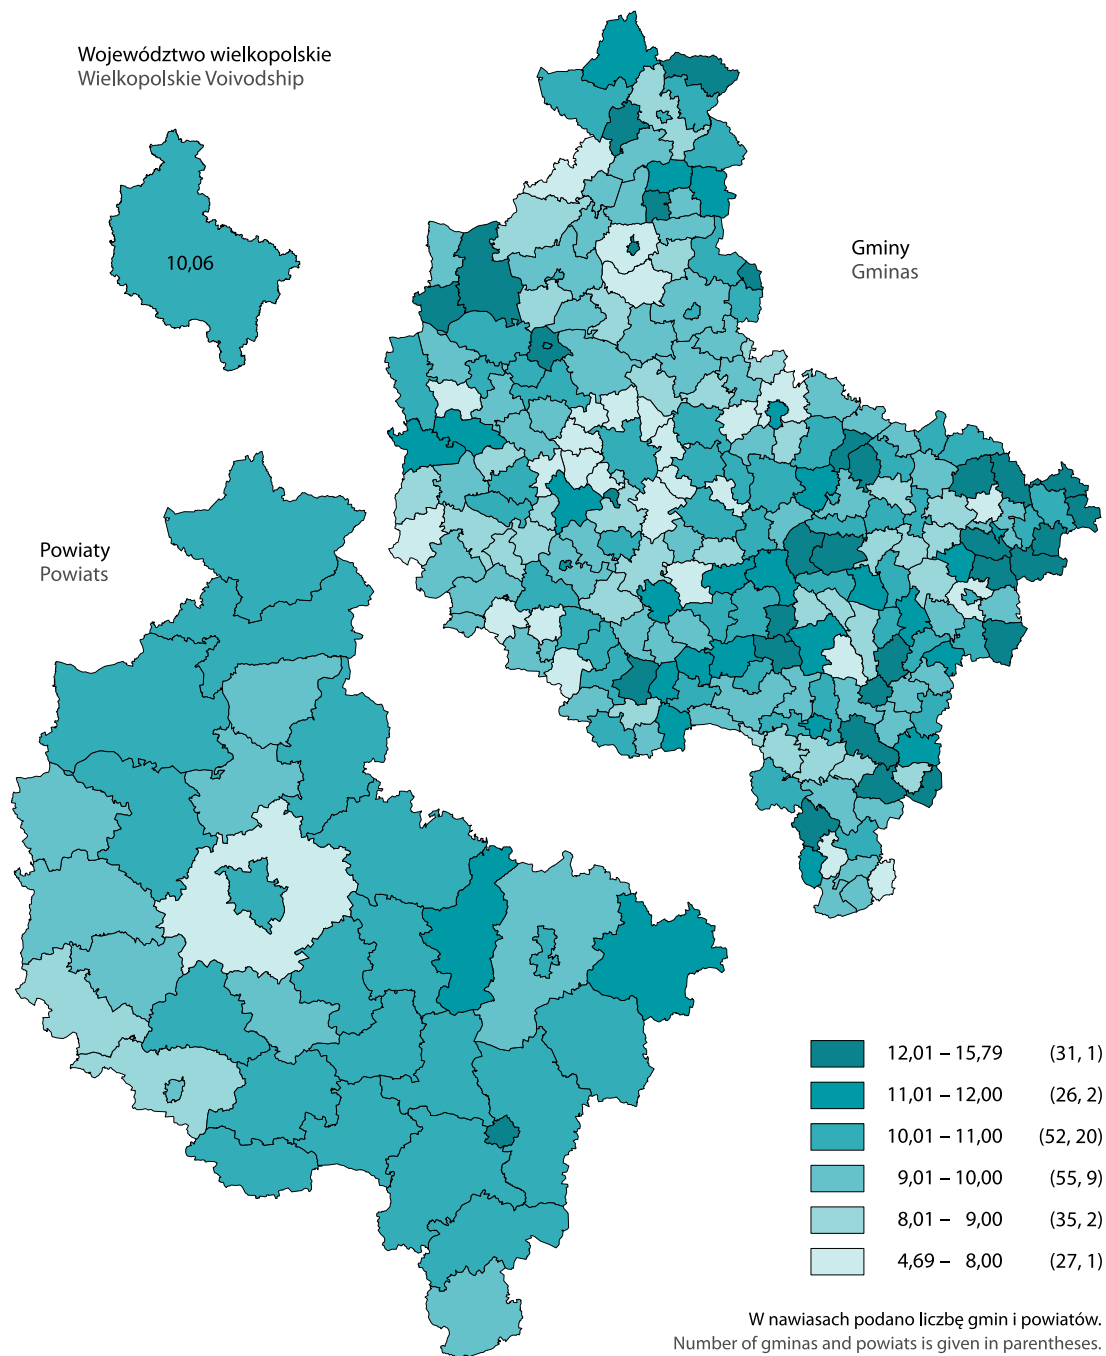 Województwo wielkopolskie
Wielkopolskie Voivodship
10,06
Gminy
Gminas
Powiaty
Powiats
12,01 – 15,79 (31, 1)
11,01 – 12,00 (26, 2)
10,01 – 11,00 (52, 20)
9,01 – 10,00 (55, 9)
8,01 – 9,00 (35, 2)
4,69 – 8,00 (27, 1)
W nawiasach podano liczbę gmin i powiatów.
Number of gminas and powiats is given in parentheses.